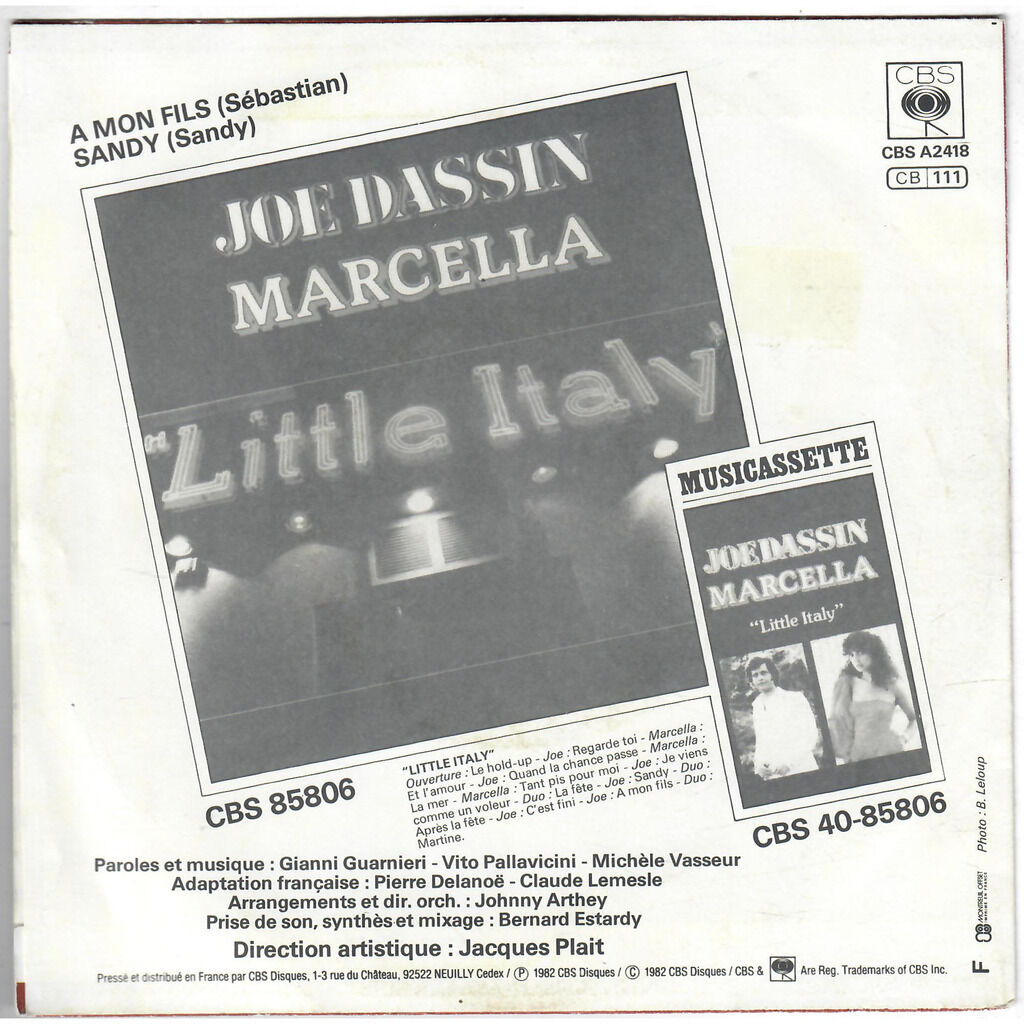 A MON FILS (Sébastian)
SANDY (Sandy)
CBS
CBS A2418
CB 111
JOE DASSIN
MARCELLA
"Little Italy"
MUSICASSETTE
JOE DASSIN
MARCELLA
"Little Italy"
CBS 85806
"LITTLE ITALY"
Ouverture : Le hold-up - Joe : Regarde toi - Marcella :
Et l'amour - Joe : Quand la chance passe - Marcella :
La mer - Marcella : Tant pis pour moi - Joe : Je viens
comme un voleur - Duo : La fête - Joe : Sandy - Duo :
Après la fête - Joe : C'est fini - Joe : A mon fils - Duo :
Martine.
CBS 40-85806
Paroles et musique : Gianni Guarnieri - Vito Pallavicini - Michèle Vasseur
Adaptation française : Pierre Delanoë - Claude Lemesle
Arrangements et dir. orch. : Johnny Arthey
Prise de son, synthès et mixage : Bernard Estardy
Direction artistique : Jacques Plait
Pressé et distribué en France par CBS Disques, 1-3 rue du Château, 92522 NEUILLY Cedex / Ⓟ 1982 CBS Disques / Ⓒ 1982 CBS Disques / CBS & Are Reg. Trademarks of CBS Inc.
Photo : B. Leloup
MONTREUIL OFFSET
IMPRIMÉ EN FRANCE
F